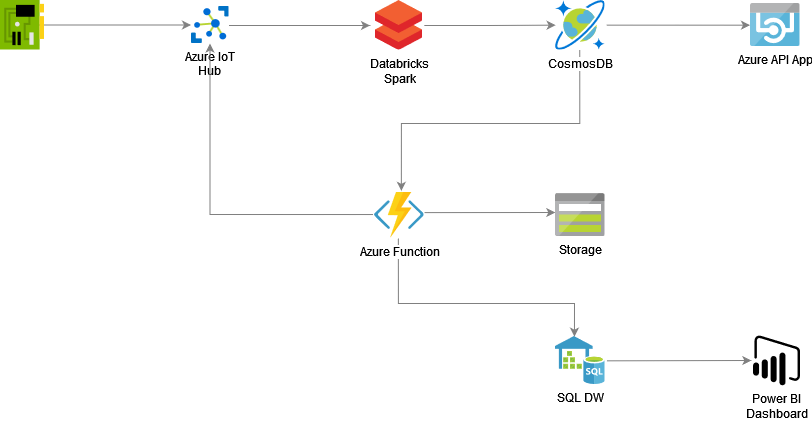 Azure IoT
Hub
Databricks
Spark
CosmosDB
Azure API App
Azure Function
Storage
SQL
SQL DW
Power BI
Dashboard